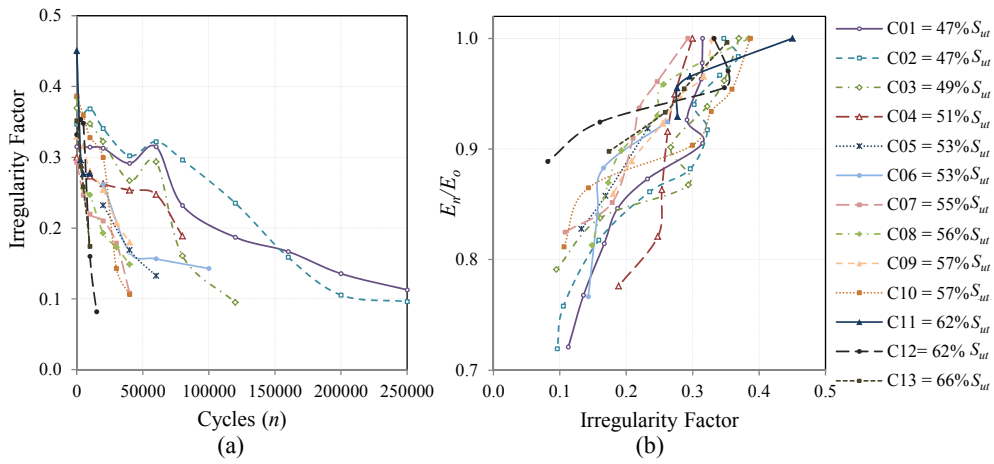 0.5
0.4
0.3
0.2
0.1
0.0
Irregularity Factor
0 50000 100000 150000 200000 250000
Cycles (n)
(a)
1.0
0.9
0.8
0.7
Eₙ/Eₒ
0.0 0.1 0.2 0.3 0.4 0.5
Irregularity Factor
(b)
C01 = 47% Sᵤₜ
C02 = 47% Sᵤₜ
C03 = 49% Sᵤₜ
C04 = 51% Sᵤₜ
C05 = 53% Sᵤₜ
C06 = 53% Sᵤₜ
C07 = 55% Sᵤₜ
C08 = 56% Sᵤₜ
C09 = 57% Sᵤₜ
C10 = 57% Sᵤₜ
C11 = 62% Sᵤₜ
C12= 62% Sᵤₜ
C13 = 66% Sᵤₜ